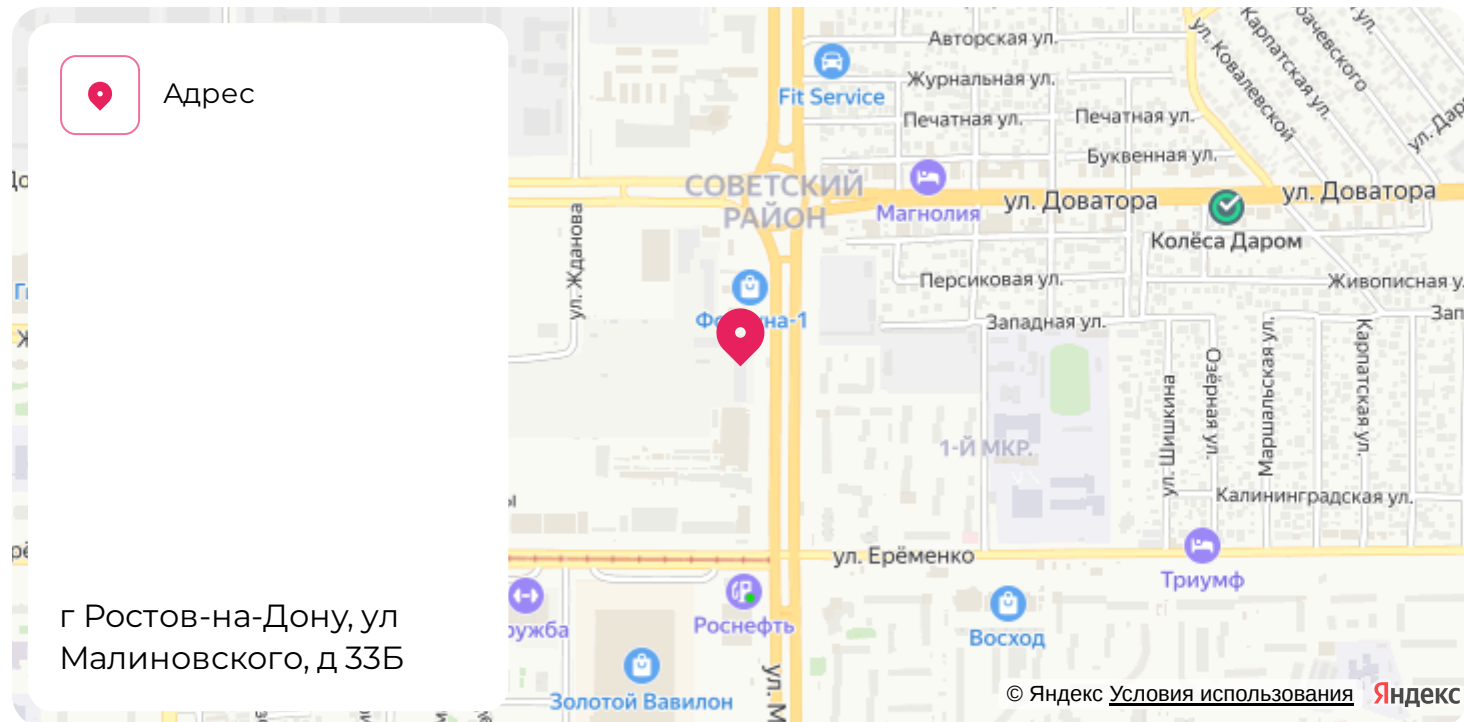 Адрес
г Ростов-на-Дону, ул
Малиновского, д 33Б
Авторская ул.
Fit Service
Журнальная ул.
Печатная ул.
Печатная ул.
Буквенная ул.
ул. Ковалевской
Карпатская ул.
СОВЕТСКИЙ
РАЙОН
Магнолия
ул. Доватора
ул. Доватора
Колёса Даром
ул. Жданова
Персиковая ул.
Живописная у
Западная ул.
Зап
1-Й МКР.
ул. Шишкина
Озёрная ул.
Маршальская ул.
Карпатская ул.
Калининградская ул.
ул. Ерёменко
Триумф
Роснефть
Восход
Золотой Вавилон
ул. М
© Яндекс Условия использования
Яндекс